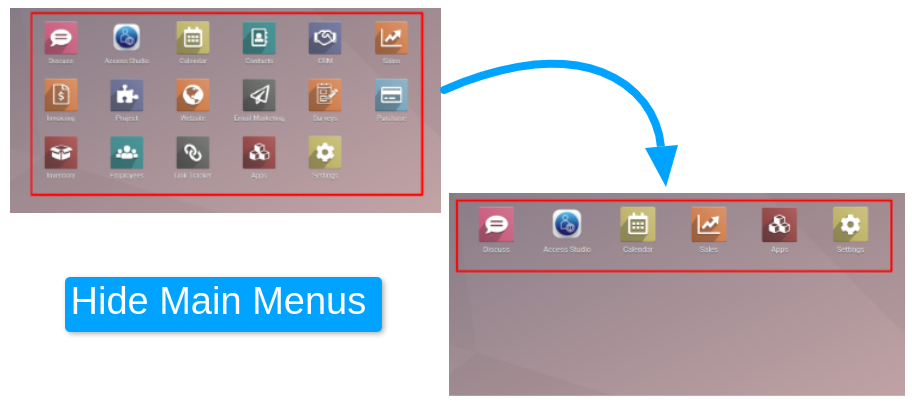 Discuss Access Studio Calendar Contacts CRM Sales
Invoicing Project Website Email Marketing Surveys Purchase
Inventory Employees Link Tracker Apps Settings
Discuss Access Studio Calendar Sales Apps Settings
Hide Main Menus